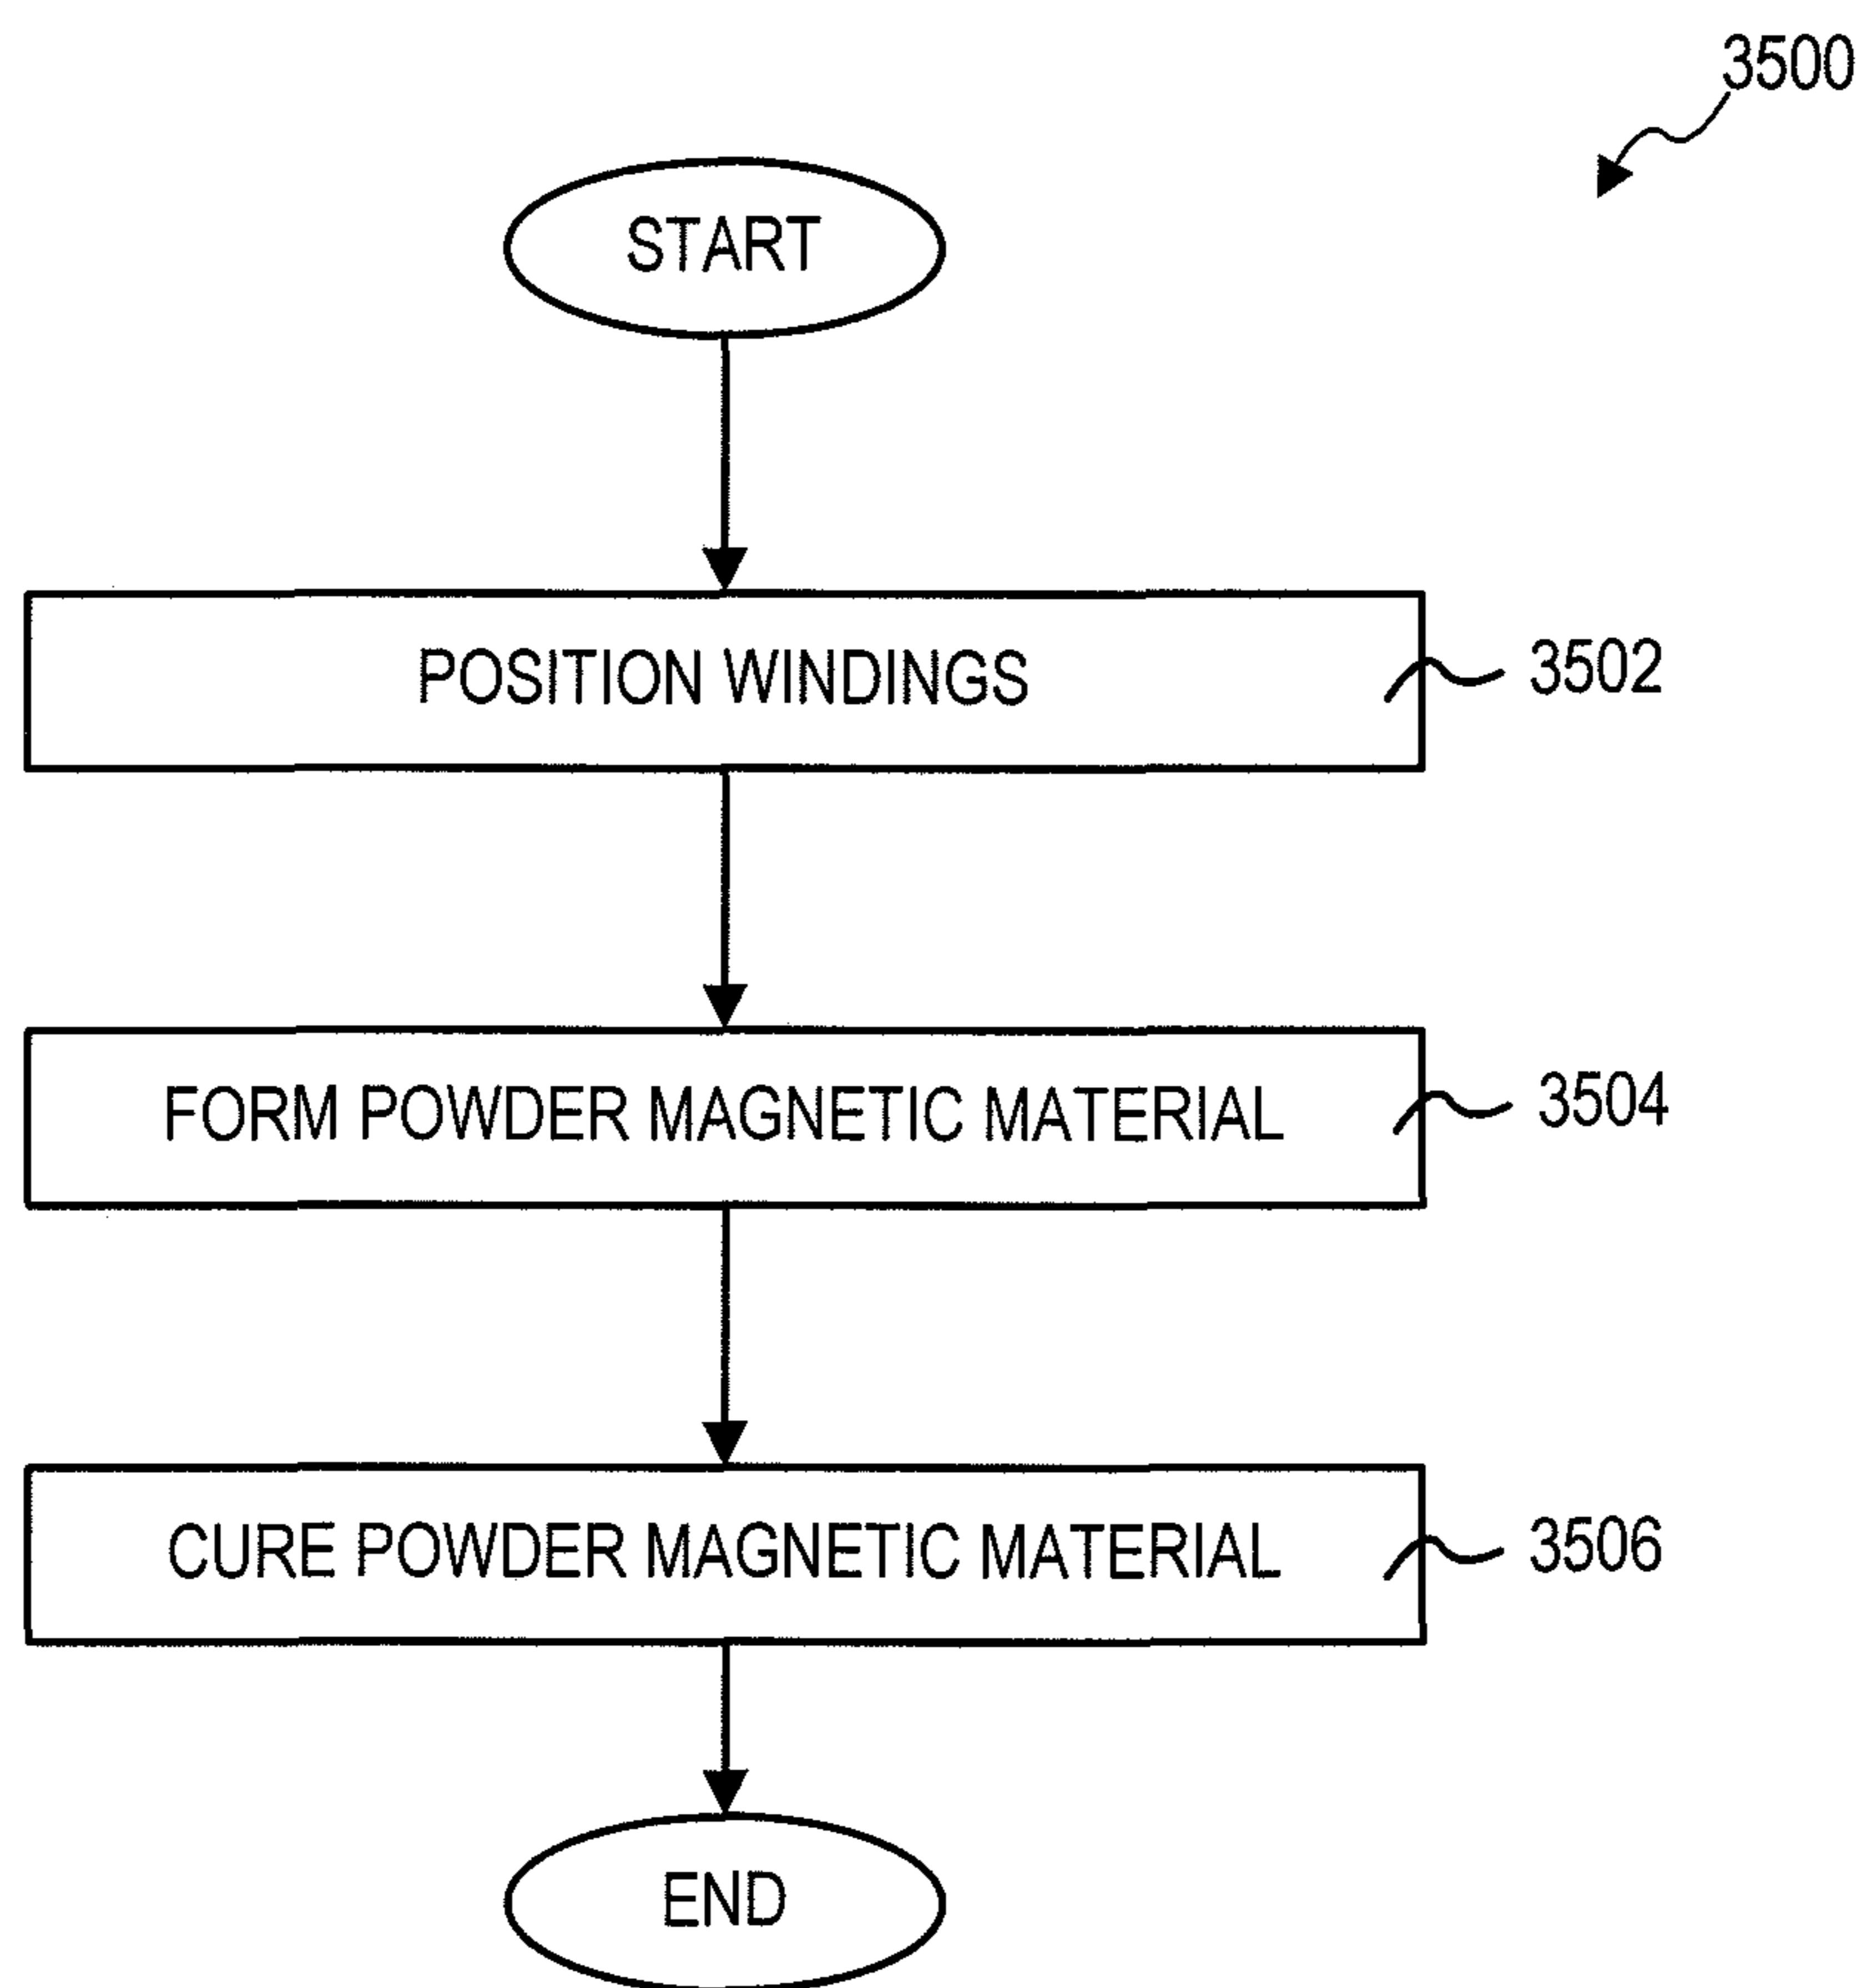 3500
START
POSITION WINDINGS
3502
FORM POWDER MAGNETIC MATERIAL
3504
CURE POWDER MAGNETIC MATERIAL
3506
END